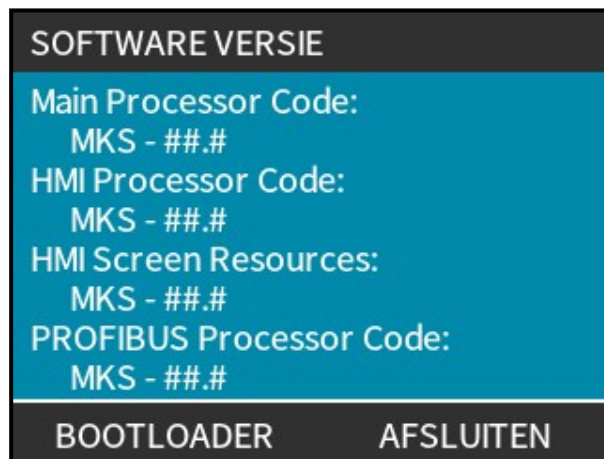 SOFTWARE VERSIE
Main Processor Code:
MKS - ##.#
HMI Processor Code:
MKS - ##.#
HMI Screen Resources:
MKS - ##.#
PROFIBUS Processor Code:
MKS - ##.#
BOOTLOADER AFSLUITEN